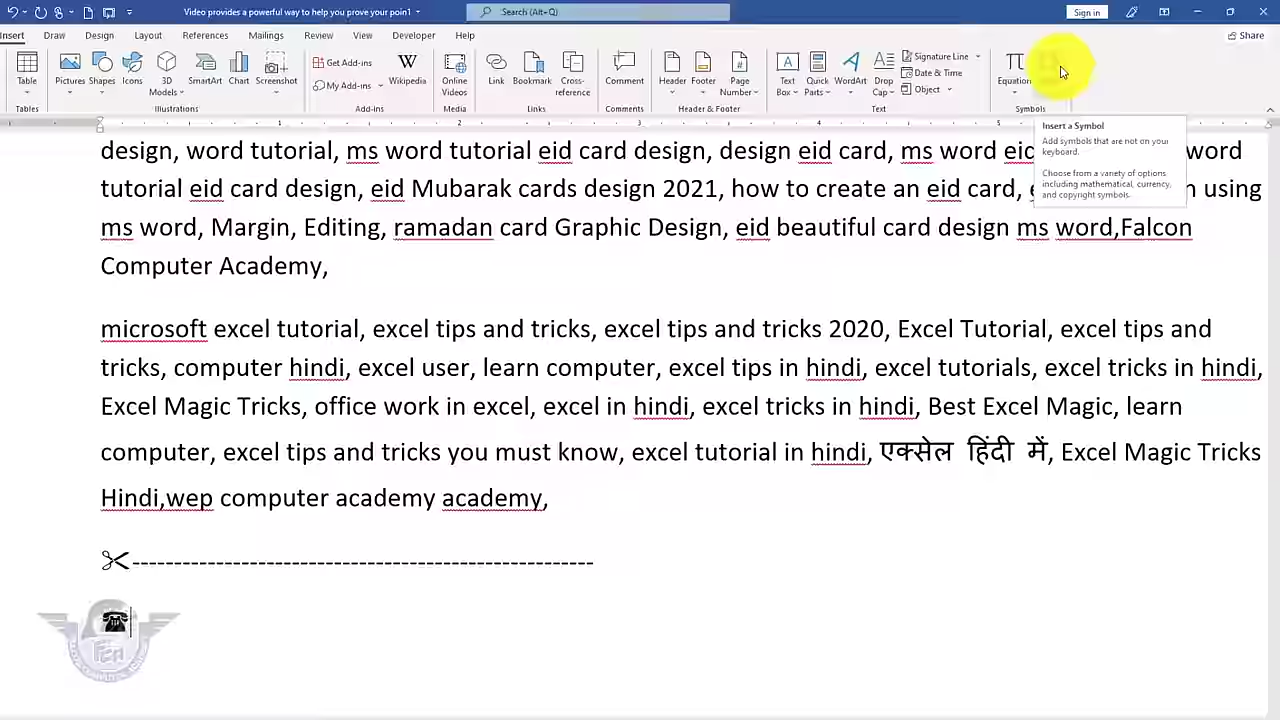 Video provides a powerful way to help you prove your poin1
Search (Alt+Q)
Sign in
Insert Draw Design Layout References Mailings Review View Developer Help
Share
Table
Pictures Shapes Icons 3D Models SmartArt Chart Screenshot
Get Add-ins
My Add-ins
Wikipedia
Online Videos
Link Bookmark Cross-reference
Comment
Header Footer Page Number
Text Box Quick Parts WordArt Drop Cap
Signature Line
Date & Time
Object
Equation
Tables Illustrations Add-ins Media Links Comments Header & Footer Text Symbols
2 3 4 5
Insert a Symbol
Add symbols that are not on your
keyboard.
Choose from a variety of options
including mathematical, currency,
and copyright symbols.
design, word tutorial, ms word tutorial eid card design, design eid card, ms word eid word
tutorial eid card design, eid Mubarak cards design 2021, how to create an eid card, using
ms word, Margin, Editing, ramadan card Graphic Design, eid beautiful card design ms word,Falcon
Computer Academy,
microsoft excel tutorial, excel tips and tricks, excel tips and tricks 2020, Excel Tutorial, excel tips and
tricks, computer hindi, excel user, learn computer, excel tips in hindi, excel tutorials, excel tricks in hindi,
Excel Magic Tricks, office work in excel, excel in hindi, excel tricks in hindi, Best Excel Magic, learn
computer, excel tips and tricks you must know, excel tutorial in hindi, एक्सेल हिंदी में, Excel Magic Tricks
Hindi,wep computer academy academy,
✂-------------------------------------------------------
☎
FCA